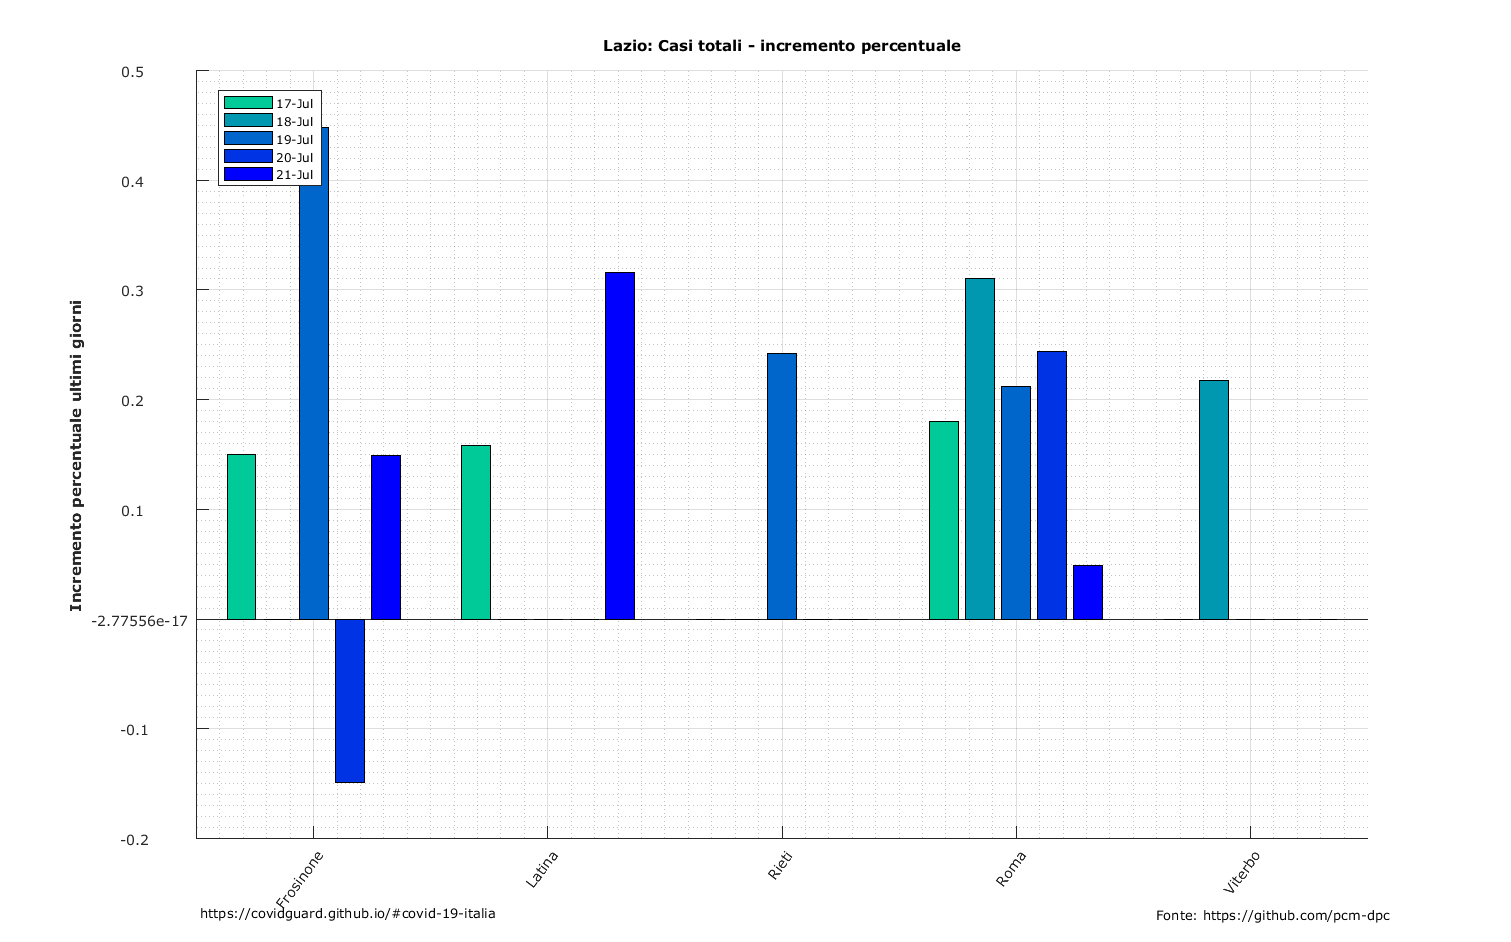 Lazio: Casi totali - incremento percentuale
Incremento percentuale ultimi giorni
0.5
0.4
0.3
0.2
0.1
-2.77556e-17
-0.1
-0.2
17-Jul
18-Jul
19-Jul
20-Jul
21-Jul
Frosinone
Latina
Rieti
Roma
Viterbo
https://covidguard.github.io/#covid-19-italia
Fonte: https://github.com/pcm-dpc